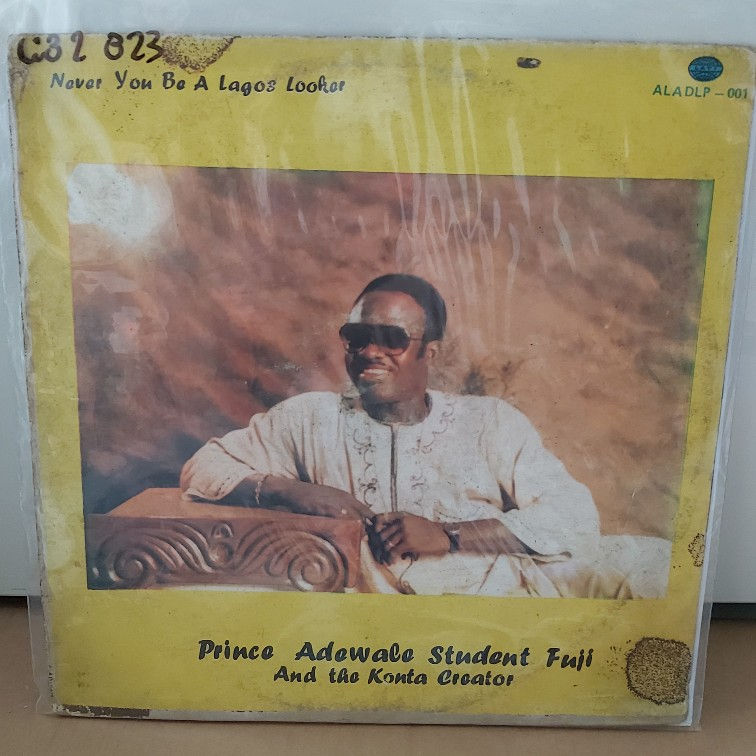 C32 823
Never You Be A Lagos Looker
ALADLP – 001
Prince Adewale Student Fuji
And the Konta Creator